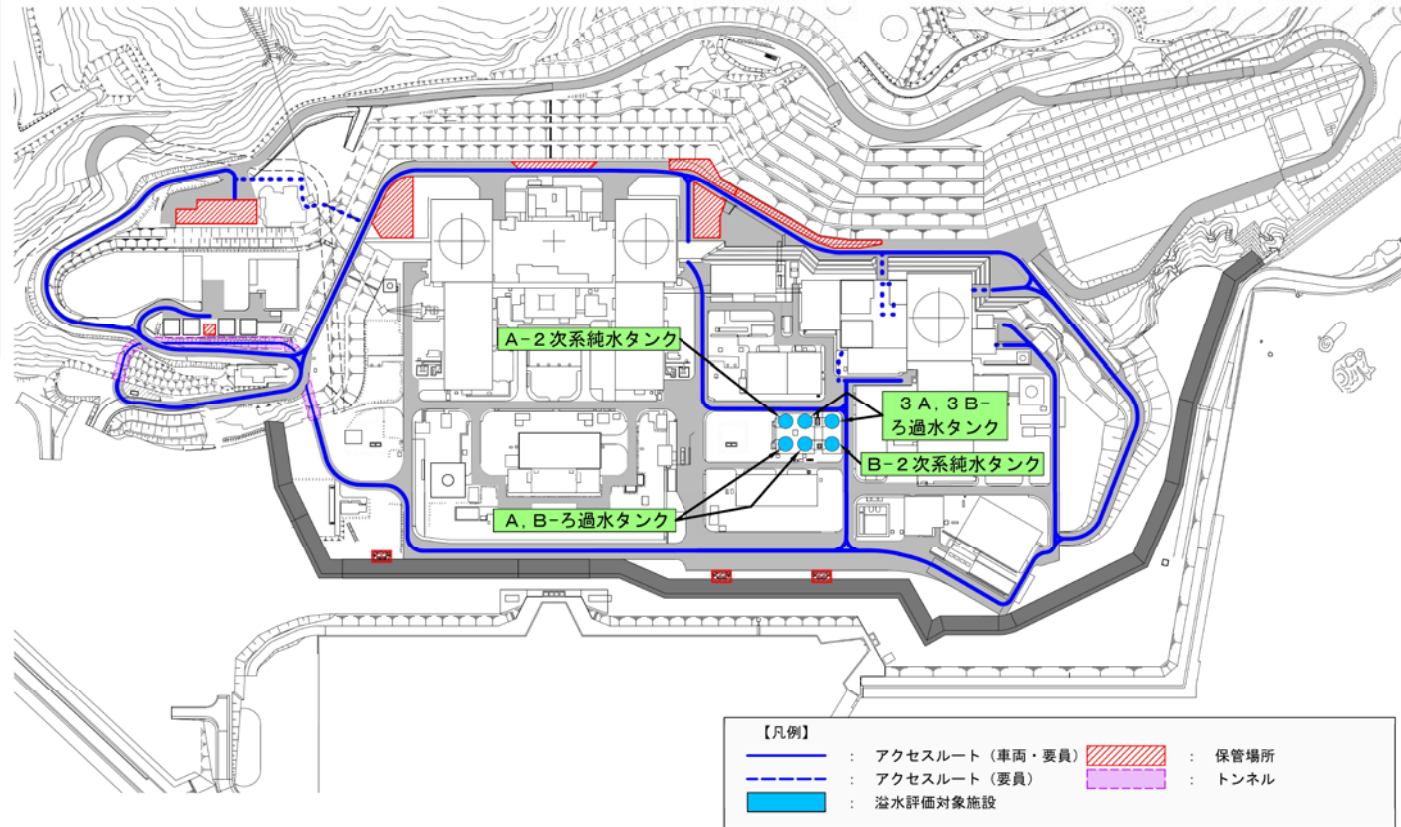 A-2次系純水タンク
3A, 3B-
ろ過水タンク
B-2次系純水タンク
A, B-ろ過水タンク
【凡例】
: アクセスルート（車両・要員） : 保管場所
: アクセスルート（要員） : トンネル
: 溢水評価対象施設